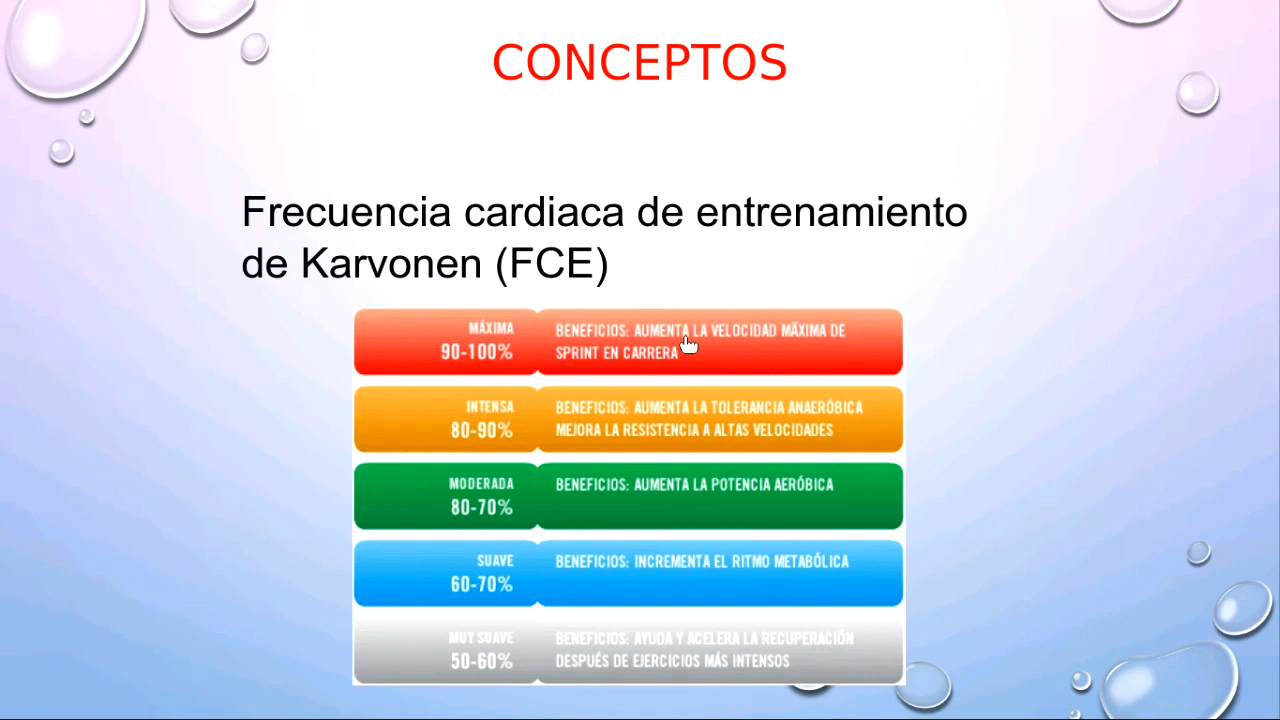 CONCEPTOS
Frecuencia cardiaca de entrenamiento
de Karvonen (FCE)
MÁXIMA
90-100%
BENEFICIOS: AUMENTA LA VELOCIDAD MÄXIMA DE
SPRINT EN CARRERA
INTENSA
80-90%
BENEFICIOS: AUMENTA LA TOLERANCIA ANAERÓBICA
MEJORA LA RESISTENCIA A ALTAS VELOCIDADES
MODERADA
80-70%
BENEFICIOS: AUMENTA LA POTENCIA AERÓBICA
SUAVE
60-70%
BENEFICIOS: INCREMENTA EL RITMO METABÓLICA
MUY SUAVE
50-60%
BENEFICIOS: AYUDA Y ACELERA LA RECUPERACIÓN
DESPUÉS DE EJERCICIOS MÁS INTENSOS